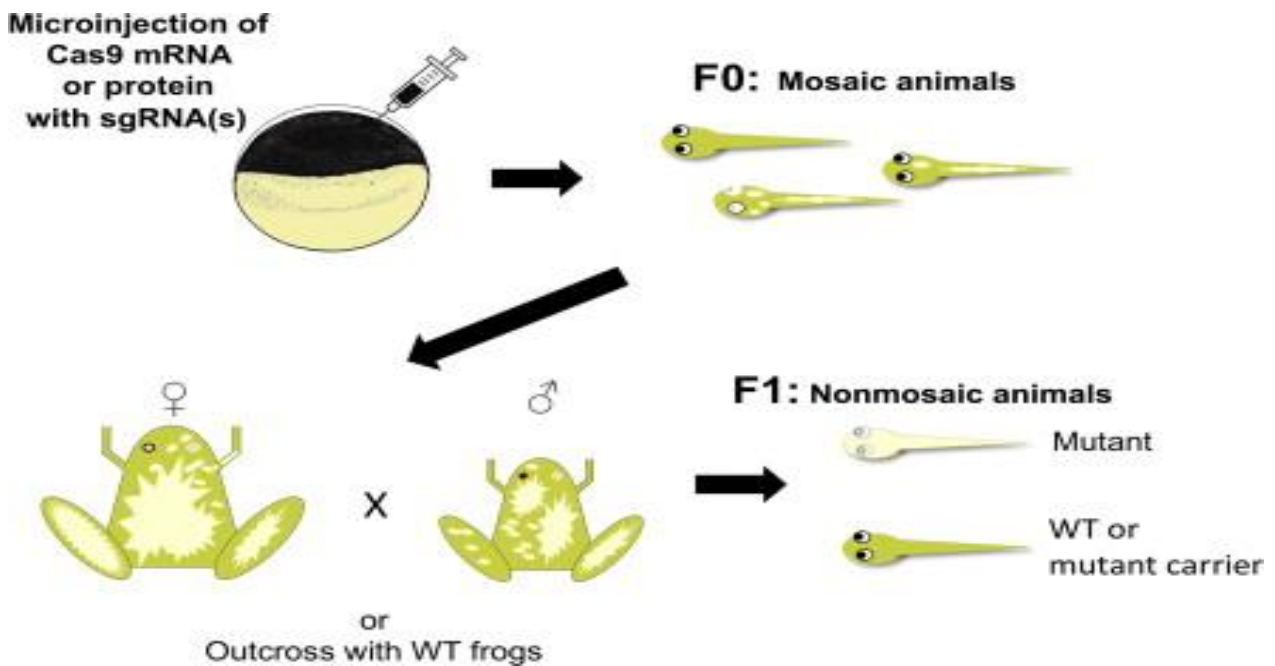 Microinjection of
Cas9 mRNA
or protein
with sgRNA(s)
F0: Mosaic animals
♀
♂
X
or
Outcross with WT frogs
F1: Nonmosaic animals
Mutant
WT or
mutant carrier